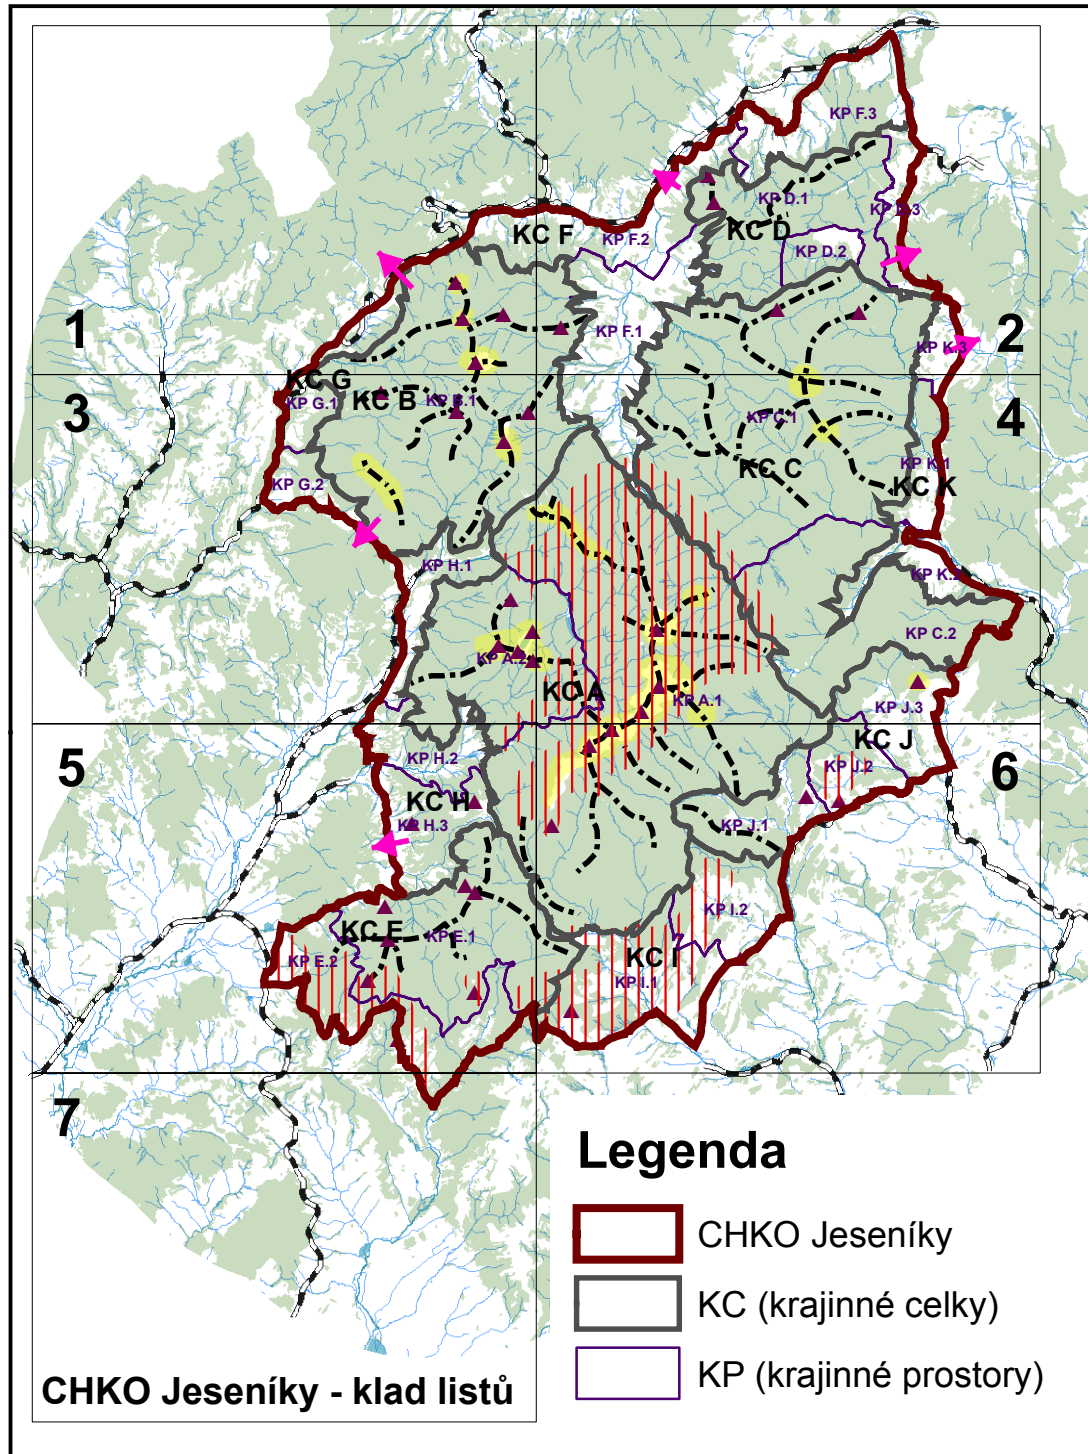 KP F.3
KP D.1
KP D.3
KC D
KC F
KP F.2
KP D.2
1
KP F.1
2
KP K.3
KC G
KP G.1
KC B
KP B.1
3
KP C.1
4
KC C
KP G.2
KP K.1
KC K
KP H.1
KP K.2
KP C.2
KP A.2
KC A
KP A.1
KP J.3
KC J
5
KP H.2
KP J.2
6
KC H
KP H.3
KP J.1
KP I.2
KC E
KP E.1
KP E.2
KC I
KP I.1
7
Legenda
CHKO Jeseníky
KC (krajinné celky)
KP (krajinné prostory)
CHKO Jeseníky - klad listů